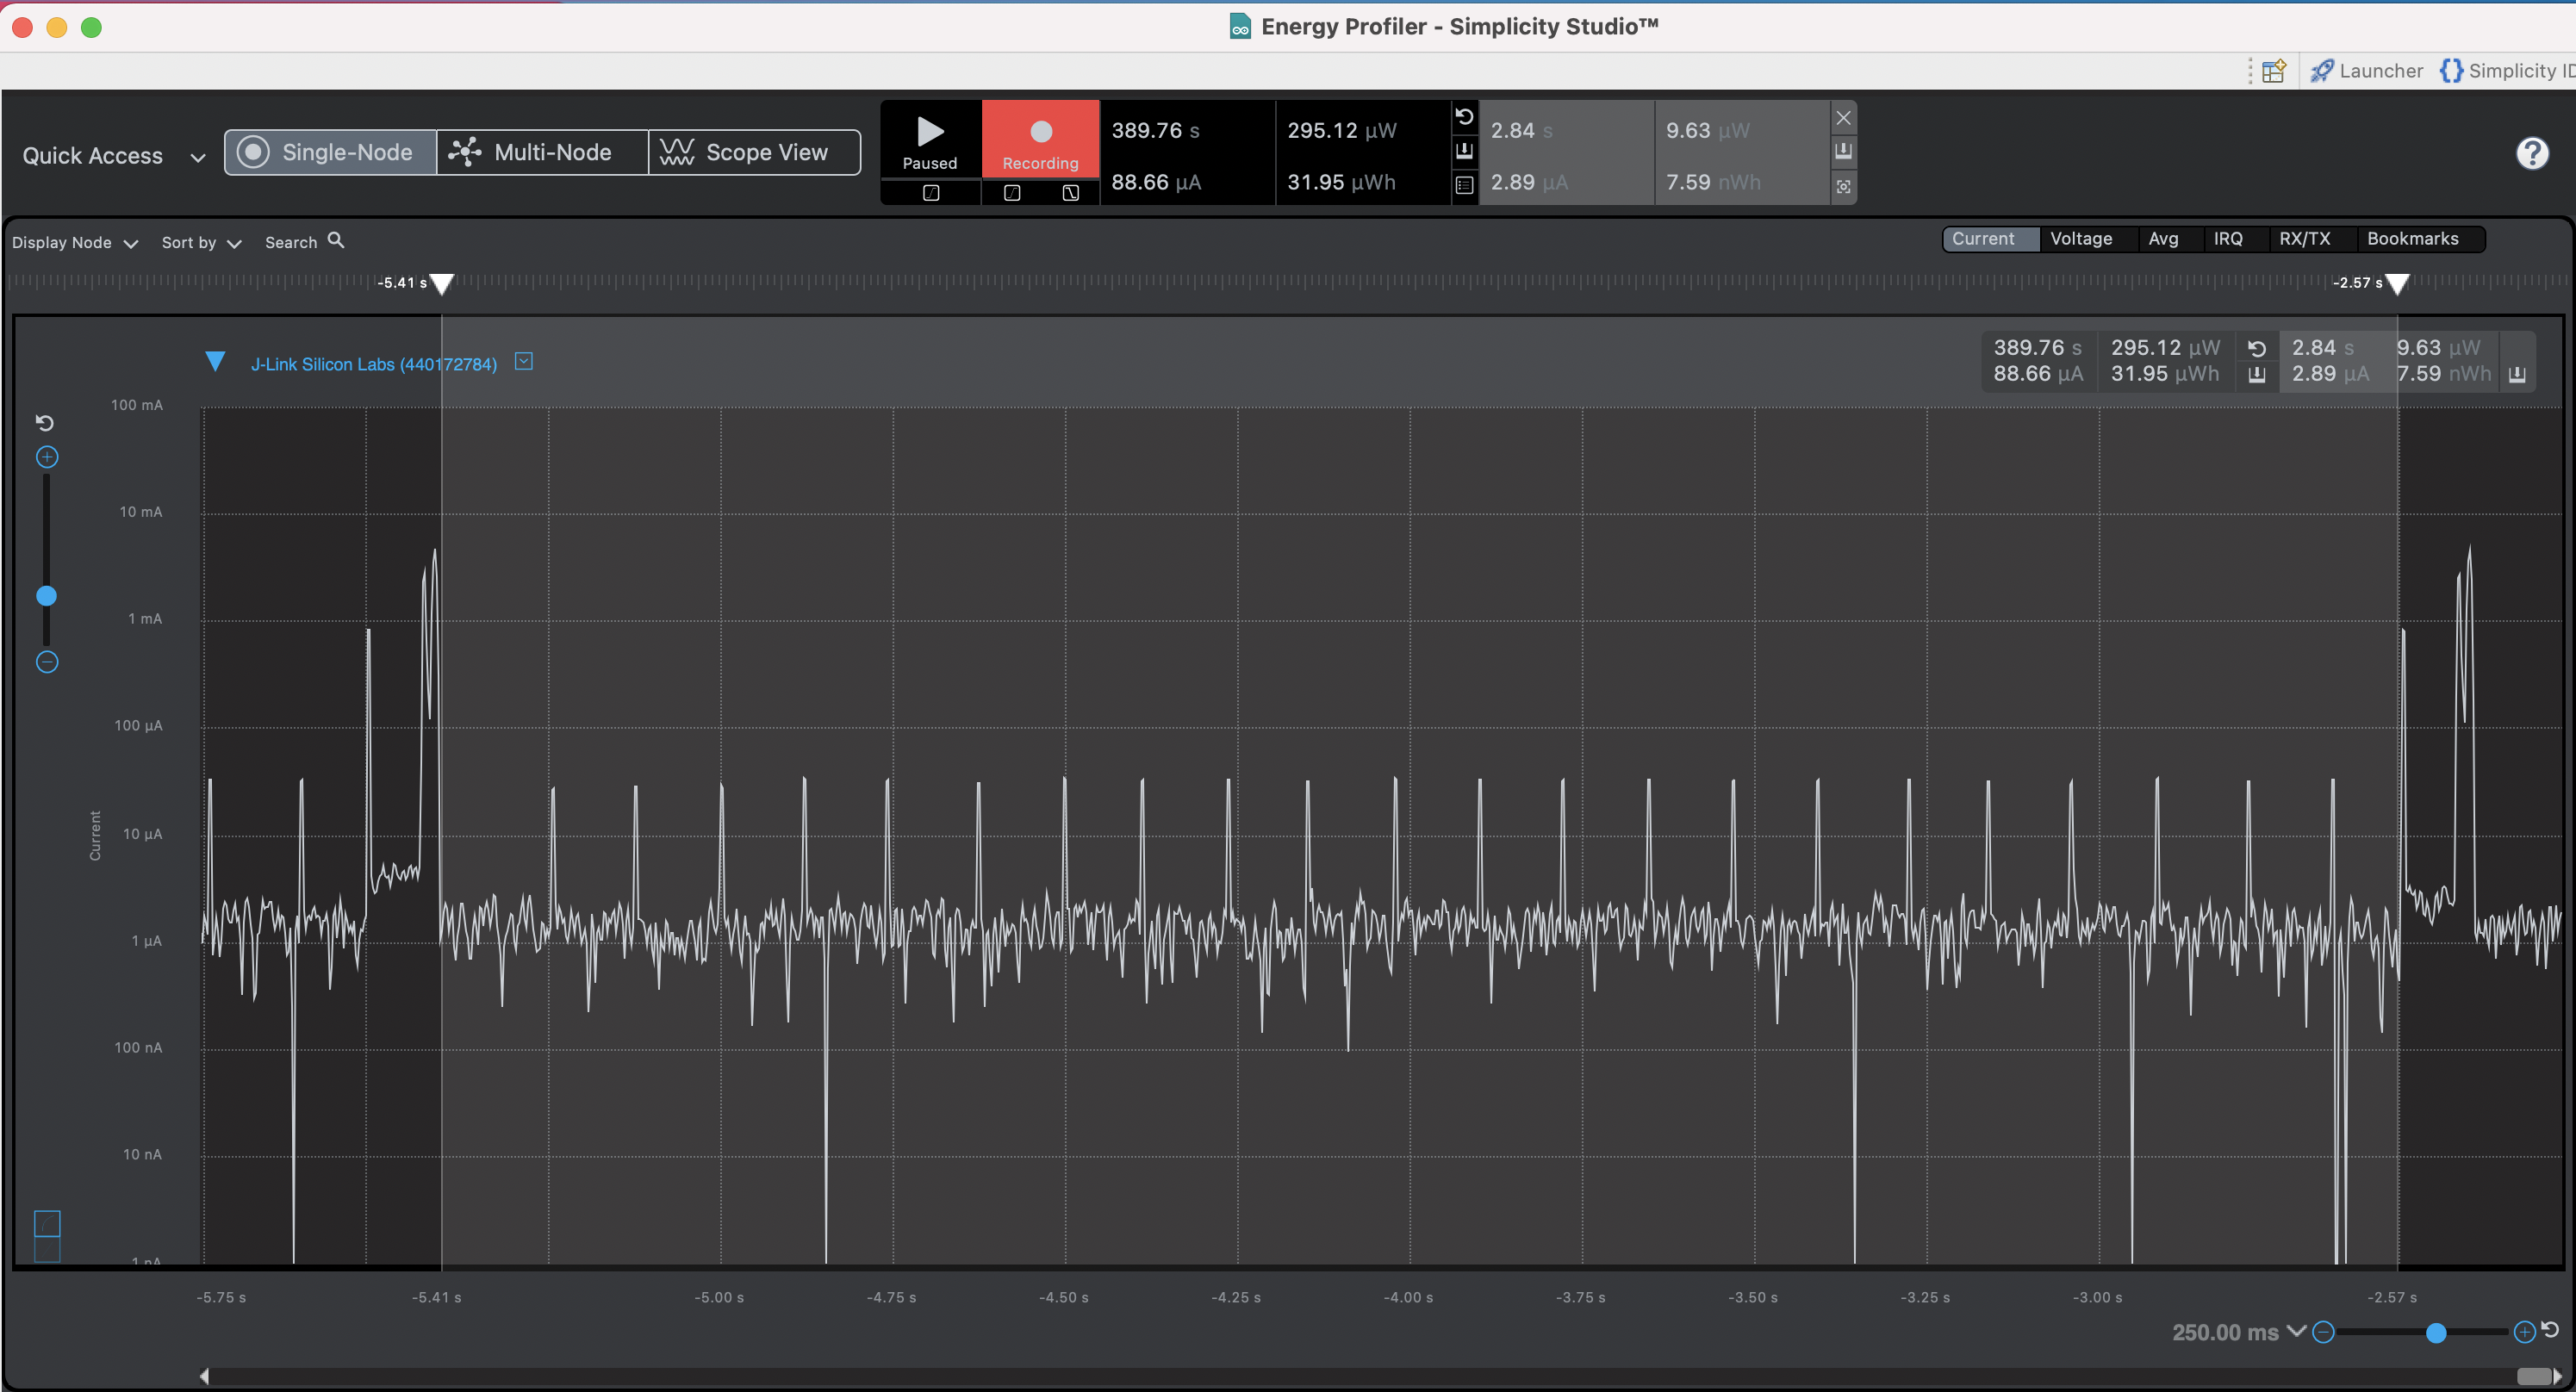 Energy Profiler - Simplicity Studio™
Launcher
Simplicity ID
Quick Access
Single-Node
Multi-Node
Scope View
Paused
Recording
389.76 s
88.66 µA
295.12 µW
31.95 µWh
2.84 s
2.89 µA
9.63 µW
7.59 nWh
?
Display Node
Sort by
Search
Current
Voltage
Avg
IRQ
RX/TX
Bookmarks
-5.41 s
-2.57 s
J-Link Silicon Labs (440172784)
389.76 s
88.66 µA
295.12 µW
31.95 µWh
2.84 s
2.89 µA
9.63 µW
7.59 nWh
100 mA
10 mA
1 mA
100 µA
10 µA
1 µA
100 nA
10 nA
1 nA
Current
-5.75 s
-5.41 s
-5.00 s
-4.75 s
-4.50 s
-4.25 s
-4.00 s
-3.75 s
-3.50 s
-3.25 s
-3.00 s
-2.57 s
250.00 ms